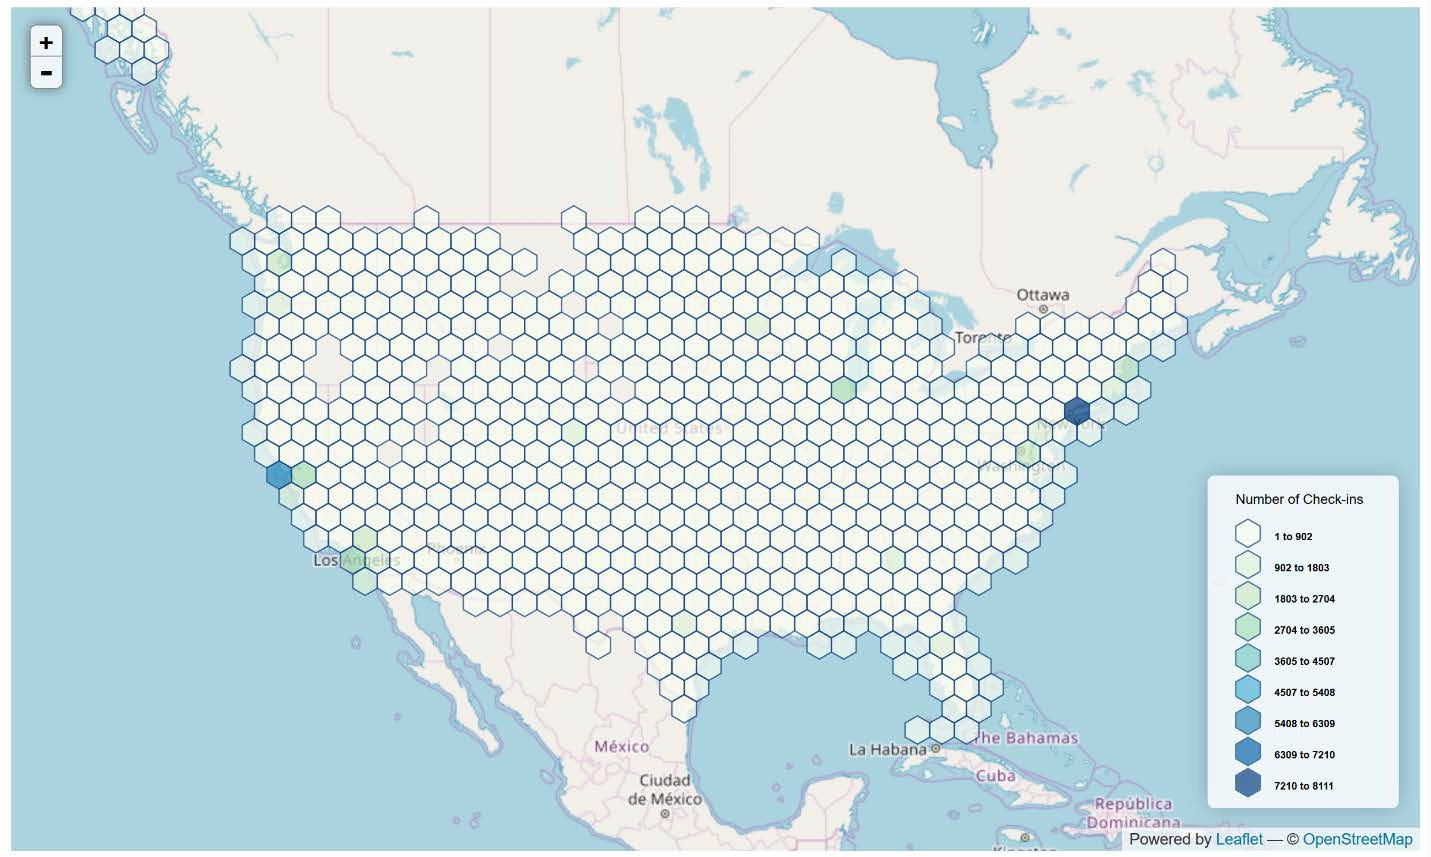 +
-
Ottawa
Toronto
United States
New York
Washington
Los Angeles
Phoenix
Number of Check-ins
1 to 902
902 to 1803
1803 to 2704
2704 to 3605
3605 to 4507
4507 to 5408
5408 to 6309
6309 to 7210
7210 to 8111
México
La Habana
The Bahamas
Ciudad
de México
Cuba
República
Dominicana
Powered by Leaflet — © OpenStreetMap